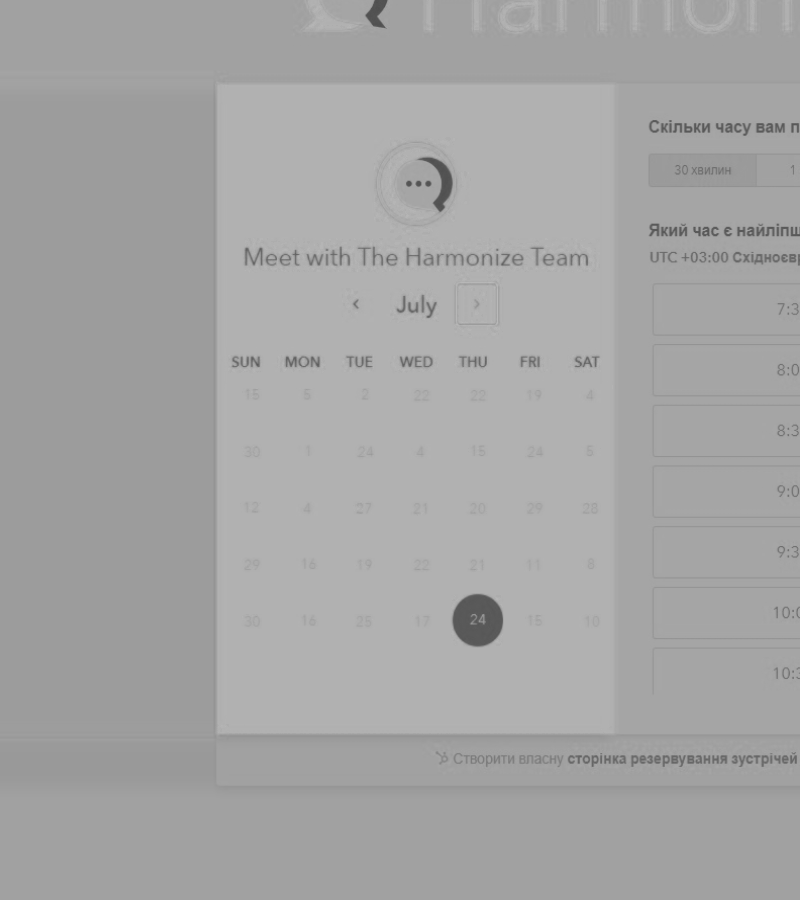 Harmon
Meet with The Harmonize Team
July
SUN MON TUE WED THU FRI SAT
15 5 2 22 22 19 4
30 1 24 4 15 24 5
12 4 27 21 20 29 28
29 16 19 22 21 11 8
30 16 25 17 24 15 10
Скільки часу вам п
30 хвилин 1
Який час є найліпш
UTC +03:00 Східноєвр
7:3
8:0
8:3
9:0
9:3
10:0
10:3
Створити власну сторінка резервування зустрічей